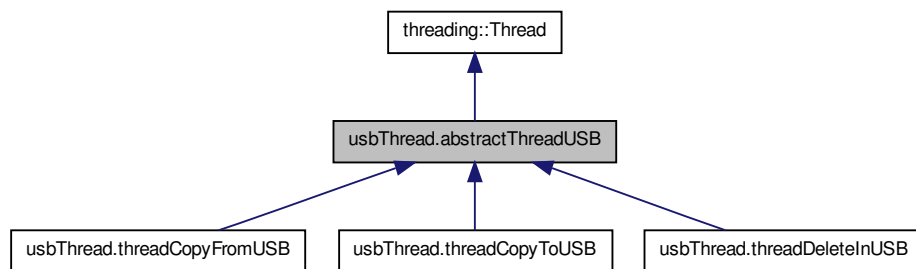 threading::Thread
usbThread.abstractThreadUSB
usbThread.threadCopyFromUSB
usbThread.threadCopyToUSB
usbThread.threadDeleteInUSB